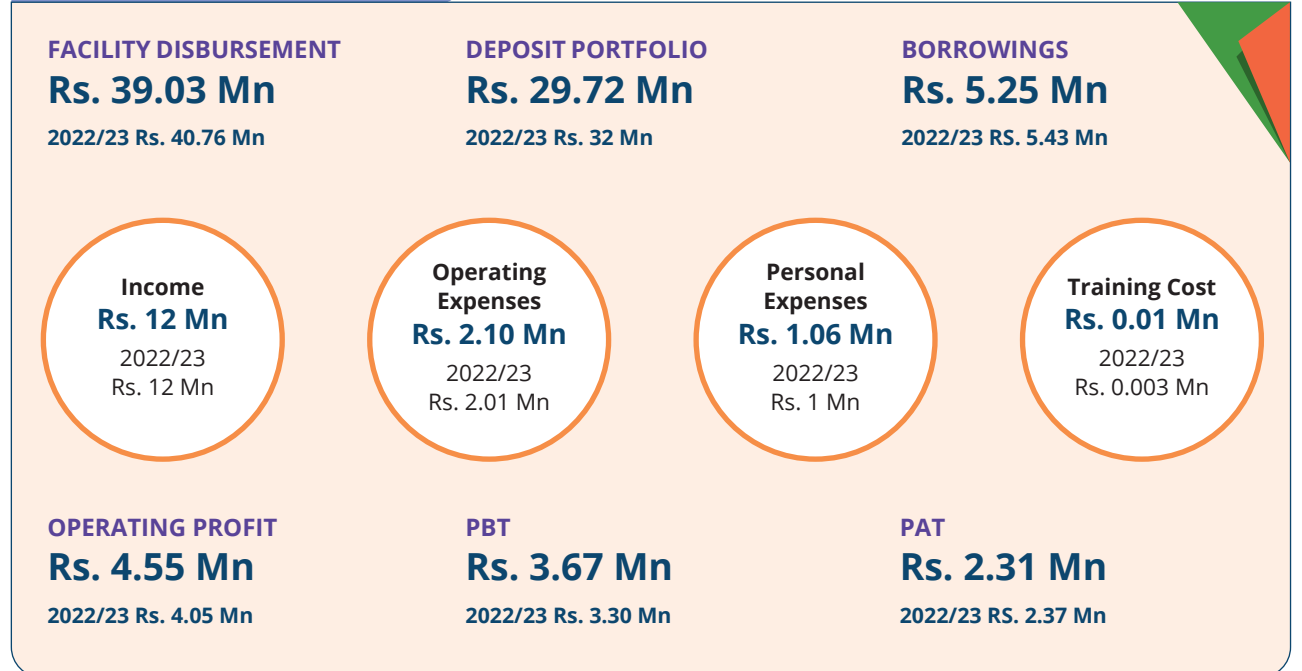 FACILITY DISBURSEMENT
Rs. 39.03 Mn
2022/23 Rs. 40.76 Mn
DEPOSIT PORTFOLIO
Rs. 29.72 Mn
2022/23 Rs. 32 Mn
BORROWINGS
Rs. 5.25 Mn
2022/23 RS. 5.43 Mn
Income
Rs. 12 Mn
2022/23
Rs. 12 Mn
Operating
Expenses
Rs. 2.10 Mn
2022/23
Rs. 2.01 Mn
Personal
Expenses
Rs. 1.06 Mn
2022/23
Rs. 1 Mn
Training Cost
Rs. 0.01 Mn
2022/23
Rs. 0.003 Mn
OPERATING PROFIT
Rs. 4.55 Mn
2022/23 Rs. 4.05 Mn
PBT
Rs. 3.67 Mn
2022/23 Rs. 3.30 Mn
PAT
Rs. 2.31 Mn
2022/23 RS. 2.37 Mn